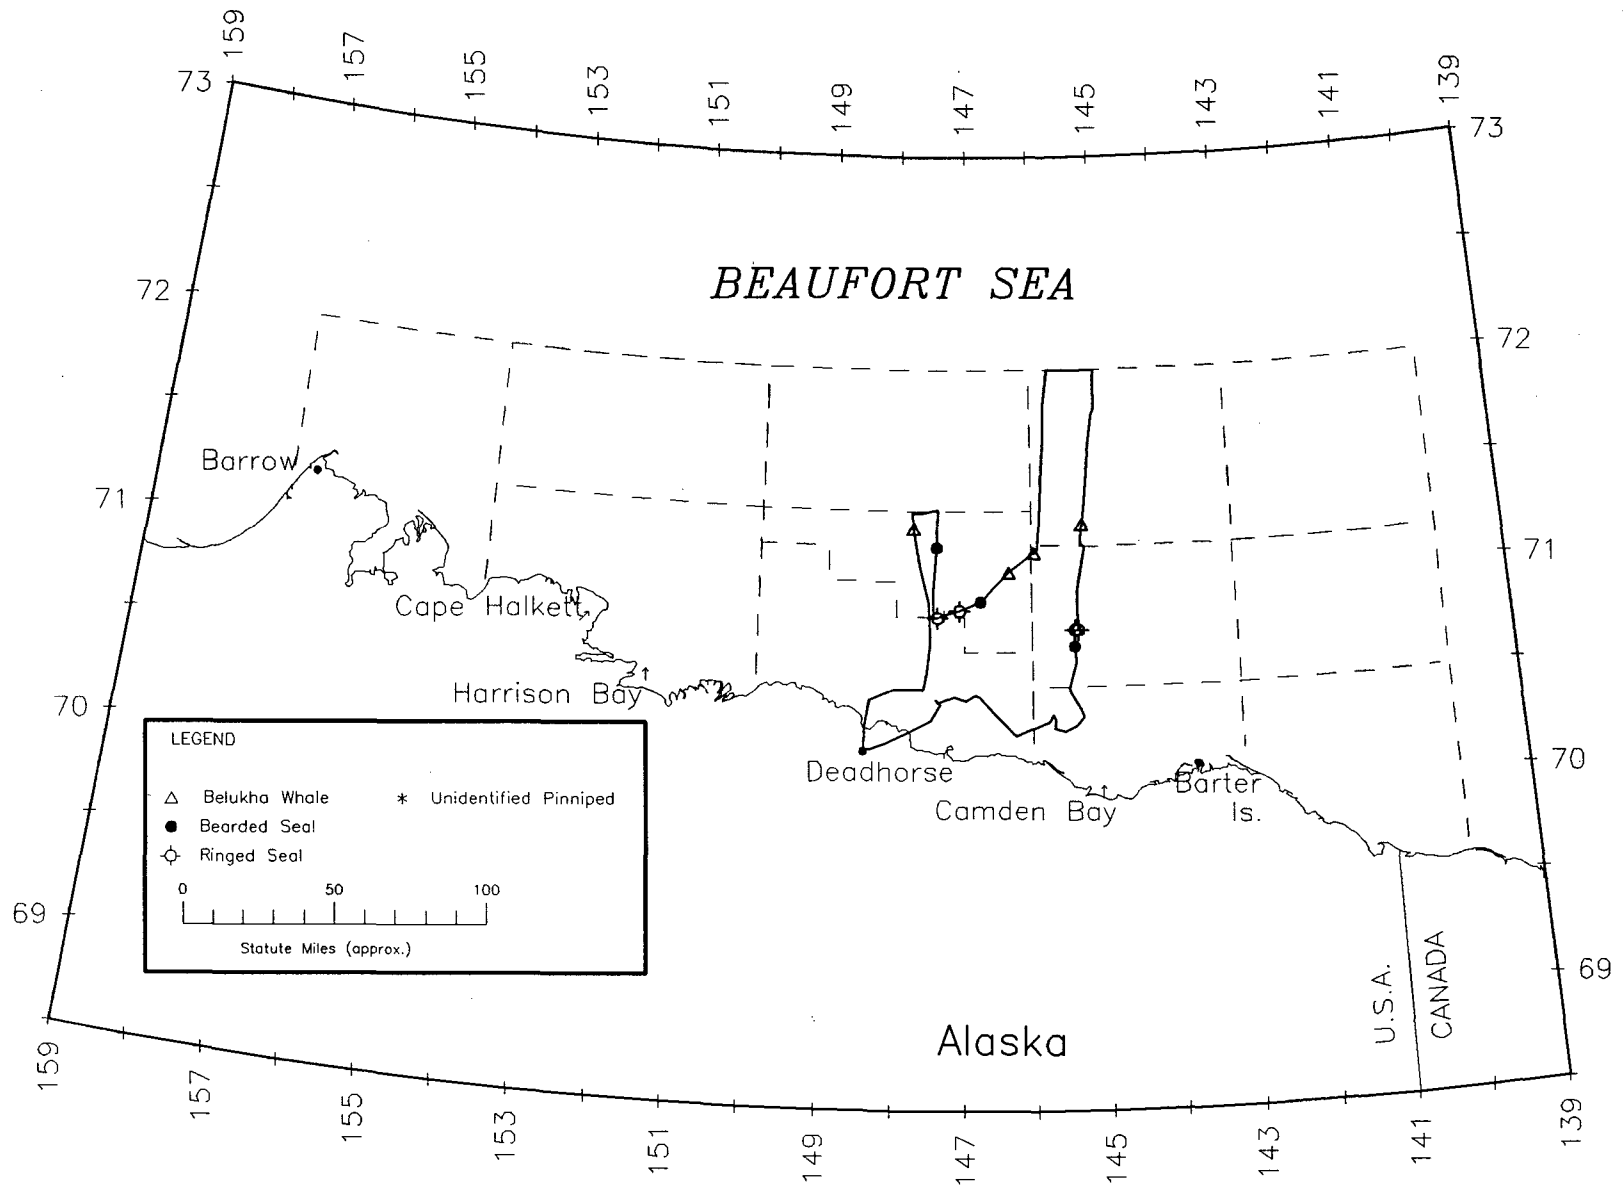 159
157
155
153
151
149
147
145
143
141
139
73
73
BEAUFORT SEA
72
72
Barrow
71
71
Cape Halkett
Harrison Bay
70
70
Deadhorse
Camden Bay
Barter
Is.
LEGEND
Belukha Whale
* Unidentified Pinniped
Bearded Seal
Ringed Seal
0 50 100
Statute Miles (approx.)
69
69
U.S.A.
CANADA
Alaska
159
157
155
153
151
149
147
145
143
141
139